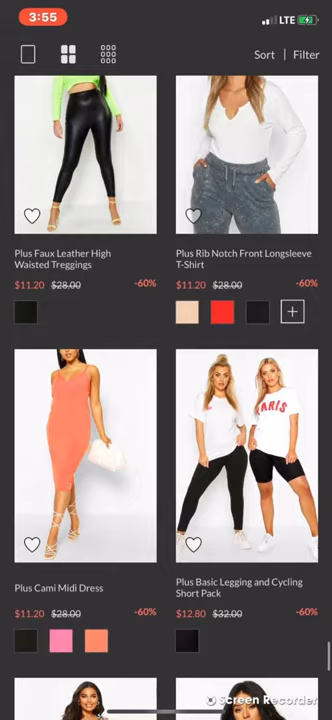 3:55
LTE
Sort | Filter
Plus Faux Leather High
Waisted Treggings
$11.20 $28.00 -60%
Plus Rib Notch Front Longsleeve
T-Shirt
$11.20 $28.00 -60%
+
PARIS
Plus Cami Midi Dress
$11.20 $28.00 -60%
Plus Basic Legging and Cycling
Short Pack
$12.80 $32.00 -60%
Screen Recorder